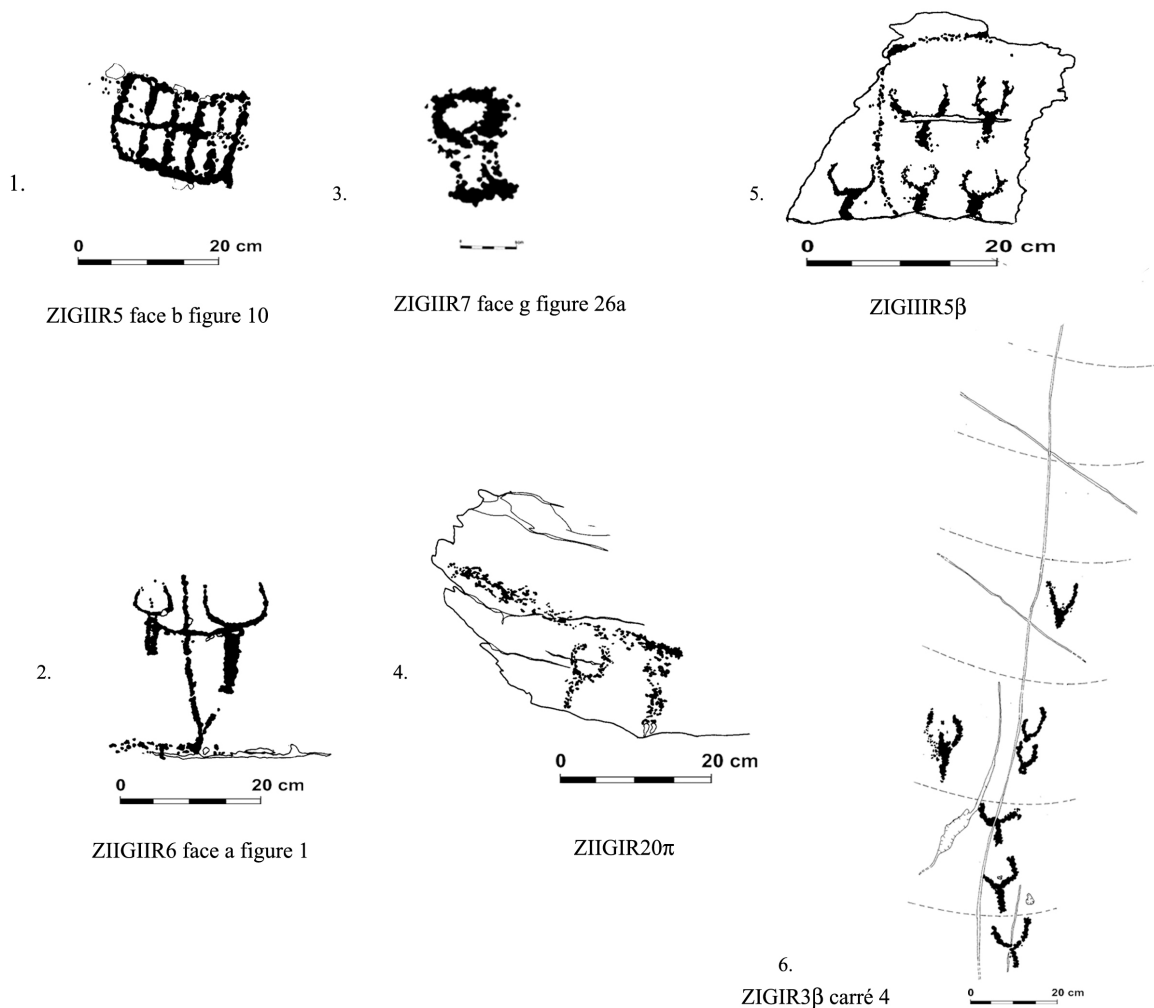 1.
0 20 cm
ZIGIIR5 face b figure 10
2.
0 20 cm
ZIIGIIR6 face a figure 1
3.
ZIGIIR7 face g figure 26a
4.
0 20 cm
ZIIGIR20π
5.
0 20 cm
ZIGIIIR5β
6.
ZIGIR3β carré 4
0 20 cm